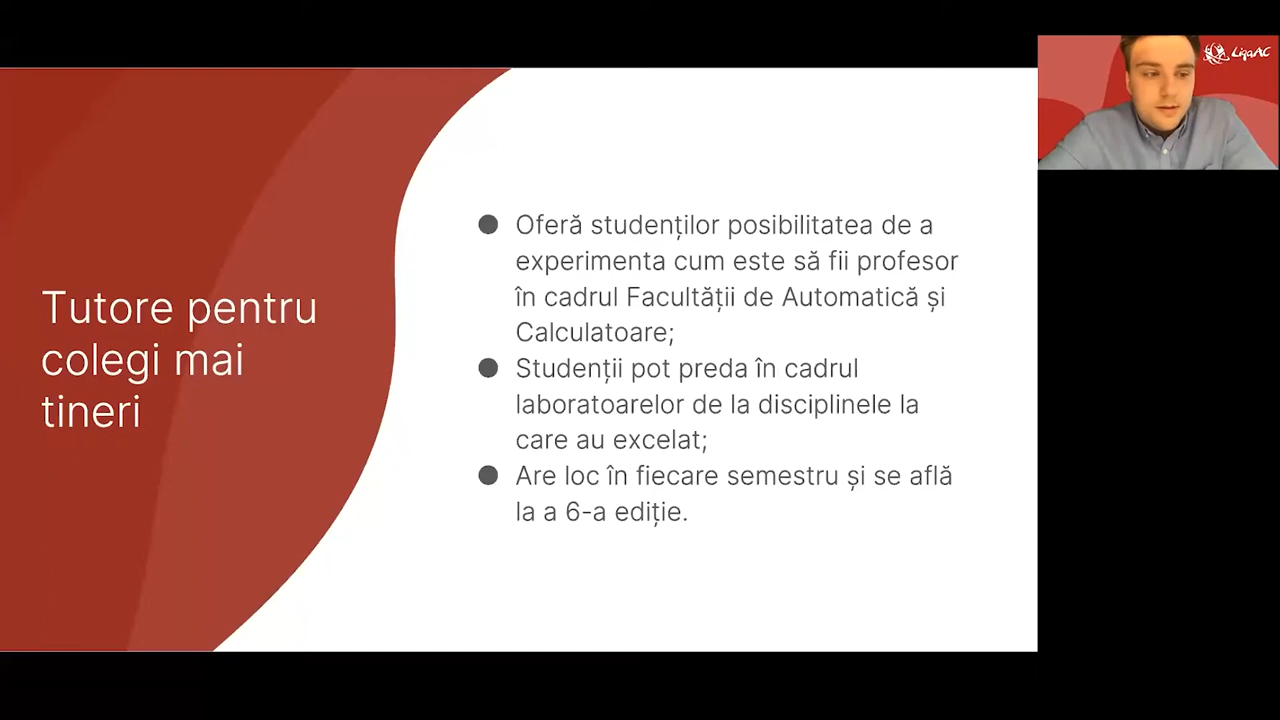 LigaAC
Tutore pentru
colegi mai
tineri
● Oferă studenților posibilitatea de a
experimenta cum este să fii profesor
în cadrul Facultății de Automatică și
Calculatoare;
● Studenții pot preda în cadrul
laboratoarelor de la disciplinele la
care au excelat;
● Are loc în fiecare semestru și se află
la a 6-a ediție.